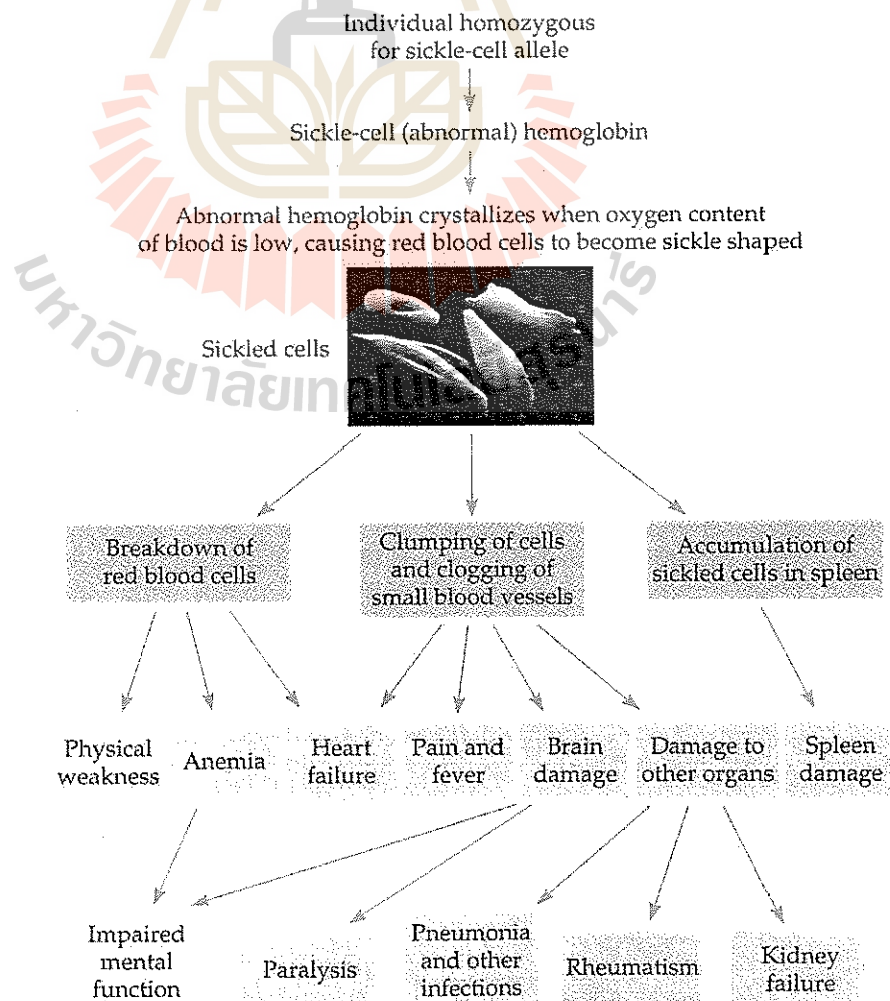 Individual homozygous
for sickle-cell allele
Sickle-cell (abnormal) hemoglobin
Abnormal hemoglobin crystallizes when oxygen content
of blood is low, causing red blood cells to become sickle shaped
Sickled cells
Breakdown of
red blood cells
Clumping of cells
and clogging of
small blood vessels
Accumulation of
sickled cells in spleen
Physical
weakness
Anemia
Heart
failure
Pain and
fever
Brain
damage
Damage to
other organs
Spleen
damage
Impaired
mental
function
Paralysis
Pneumonia
and other
infections
Rheumatism
Kidney
failure